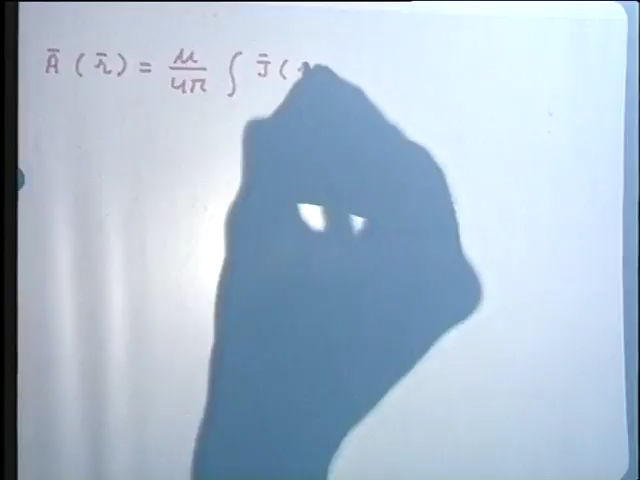 Ā (r̄) = μ/4π ∫ J̄ (